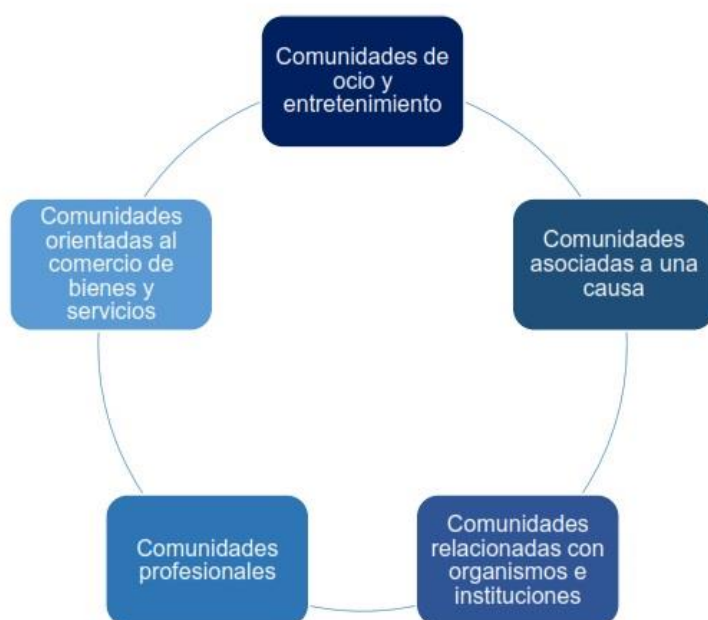 Comunidades de
ocio y
entretenimiento
Comunidades
orientadas al
comercio de
bienes y
servicios
Comunidades
asociadas a una
causa
Comunidades
profesionales
Comunidades
relacionadas con
organismos e
instituciones